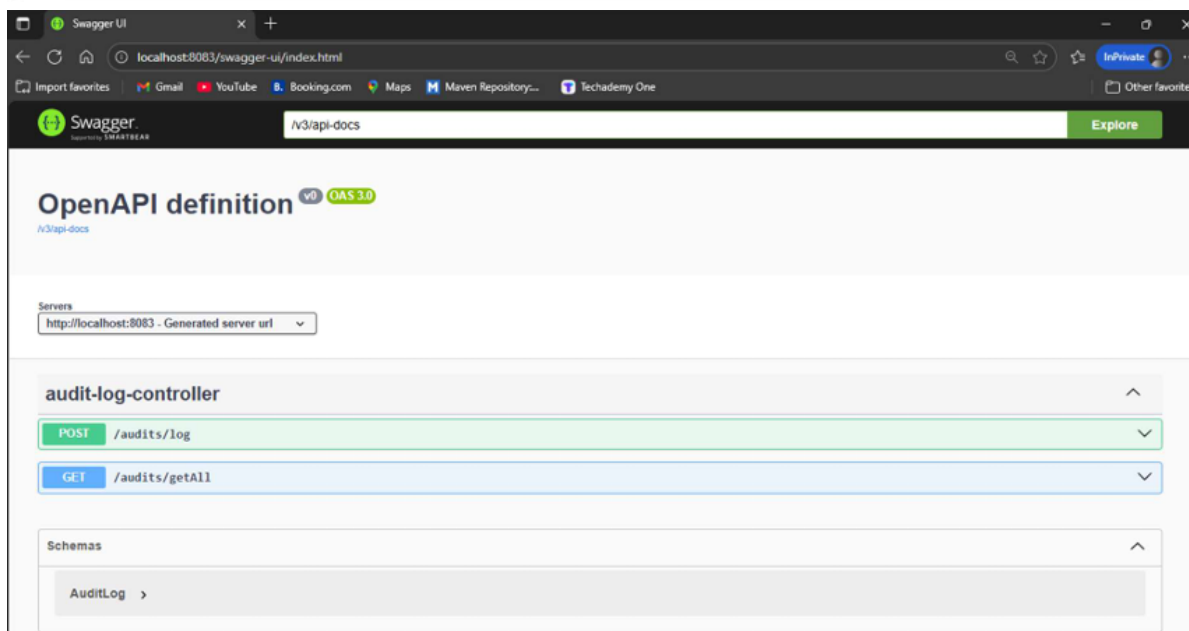 Swagger UI
localhost:8083/swagger-ui/index.html
InPrivate
Import favorites
Gmail
YouTube
B. Booking.com
Maps
M Maven Repository:...
Techademy One
Other favorite
{...} Swagger.
Supported by SMARTBEAR
/v3/api-docs
Explore
OpenAPI definition v0 OAS 3.0
/v3/api-docs
Servers
http://localhost:8083 - Generated server url
audit-log-controller
POST /audits/log
GET /audits/getAll
Schemas
AuditLog